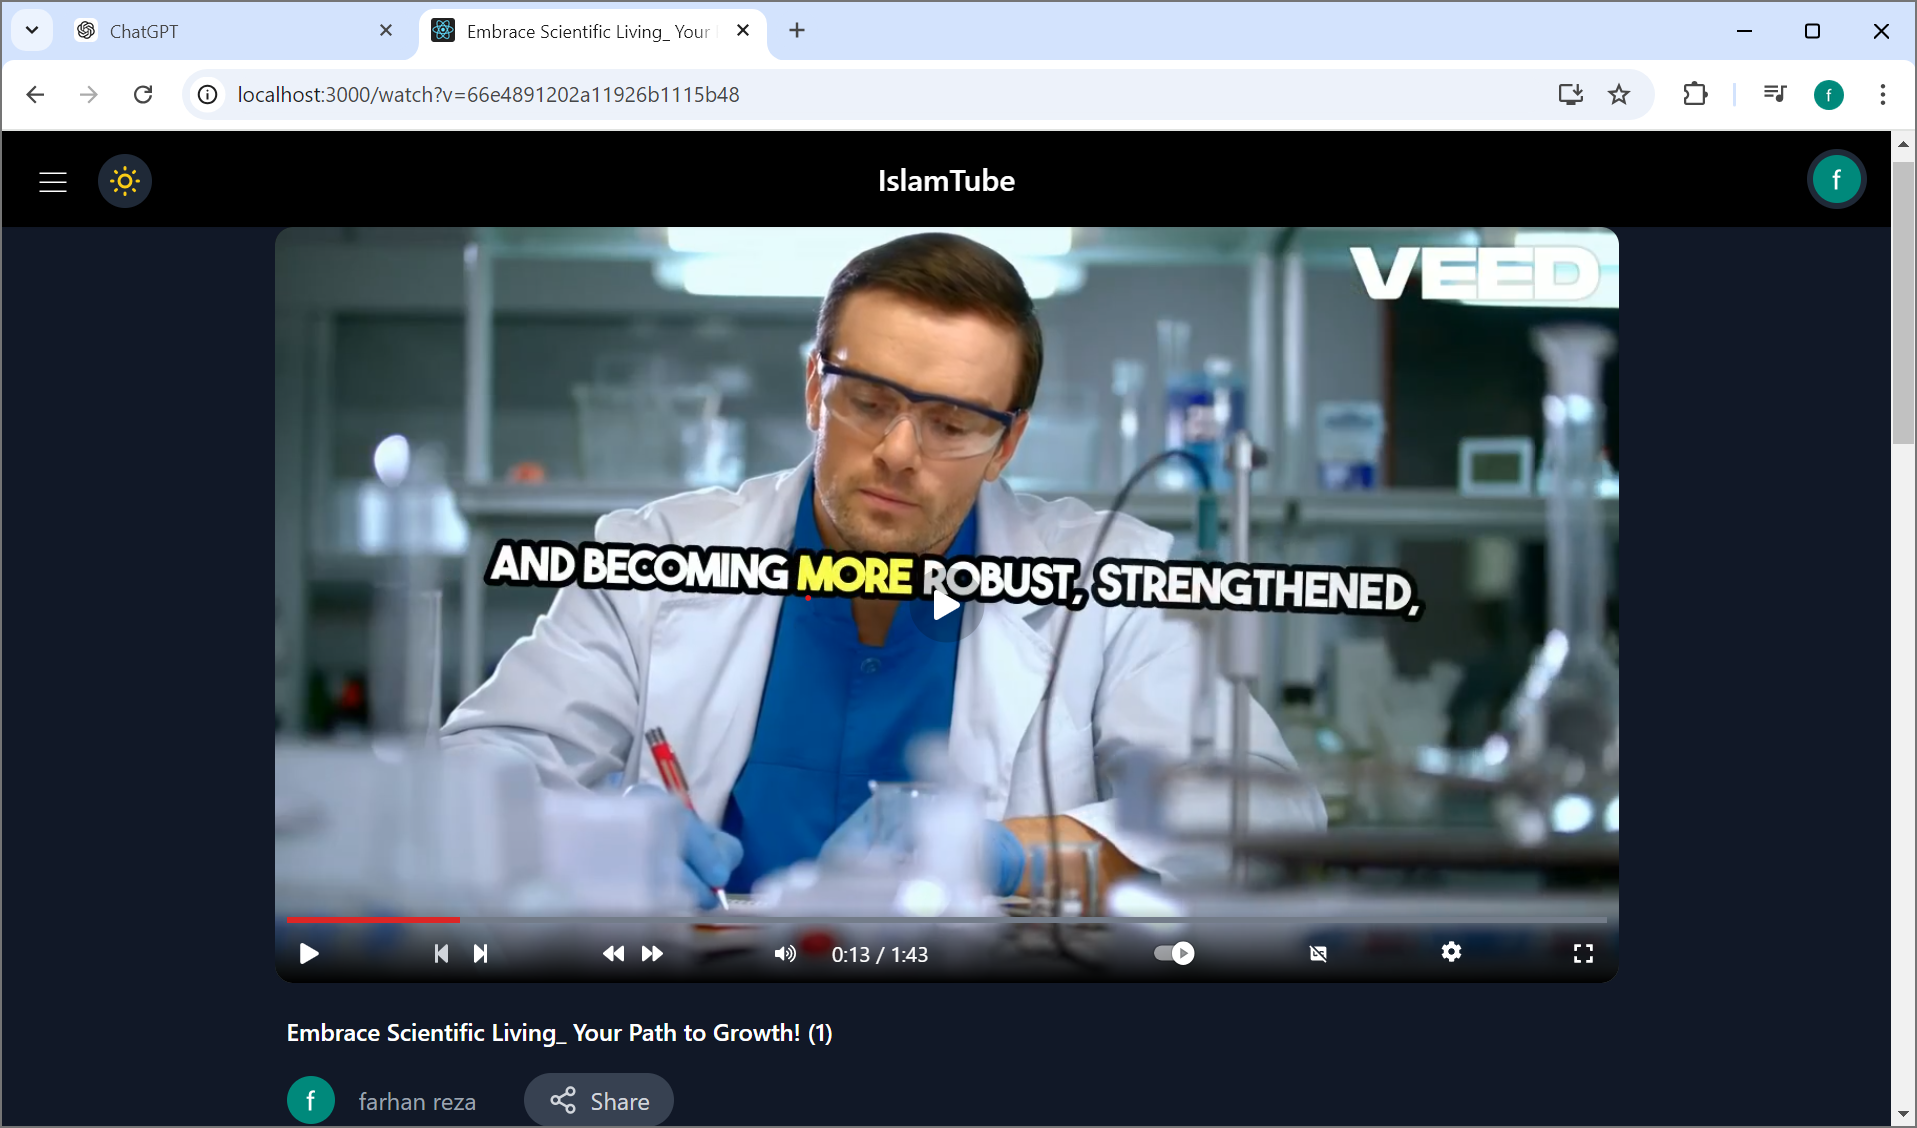 ChatGPT
Embrace Scientific Living_ Your
localhost:3000/watch?v=66e4891202a11926b1115b48
f
IslamTube
f
VEED
AND BECOMING MORE ROBUST, STRENGTHENED,
0:13 / 1:43
Embrace Scientific Living_ Your Path to Growth! (1)
f
farhan reza
Share